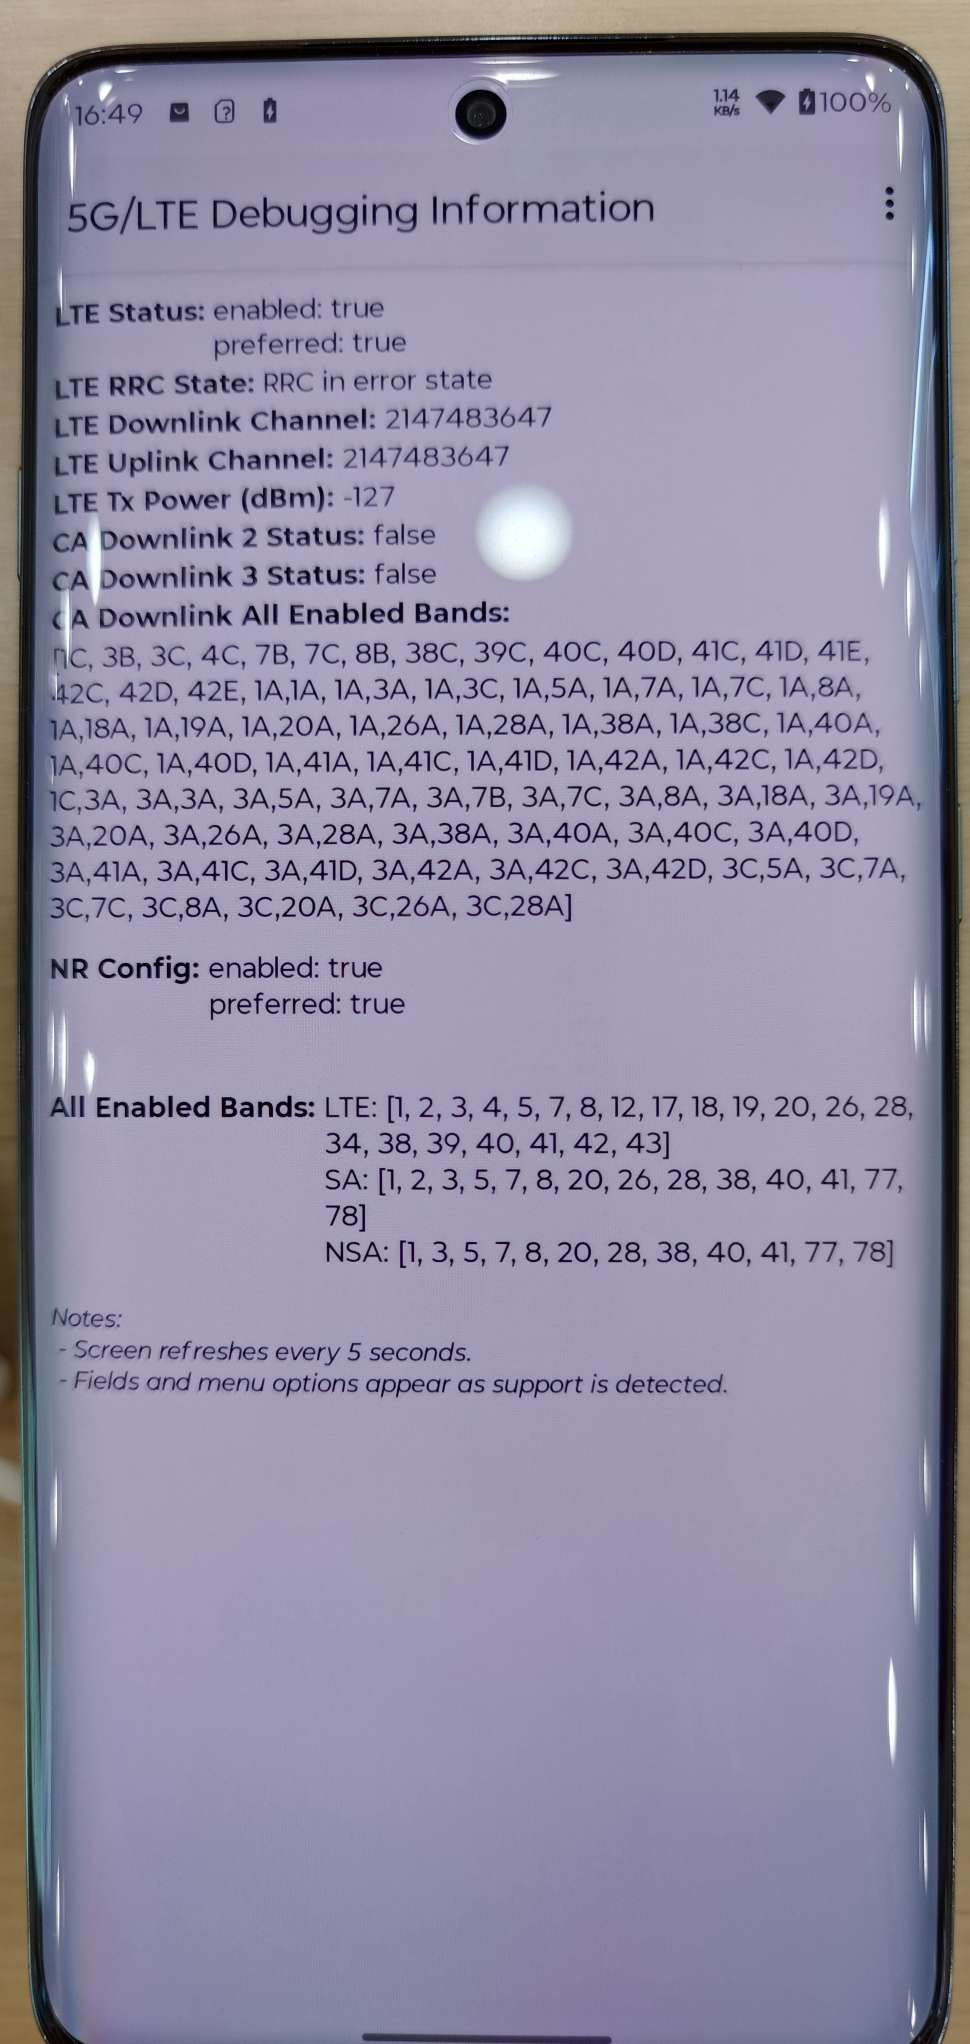 16:49
1.14
KB/s
100%
5G/LTE Debugging Information
LTE Status: enabled: true
preferred: true
LTE RRC State: RRC in error state
LTE Downlink Channel: 2147483647
LTE Uplink Channel: 2147483647
LTE Tx Power (dBm): -127
CA Downlink 2 Status: false
CA Downlink 3 Status: false
CA Downlink All Enabled Bands:
[1C, 3B, 3C, 4C, 7B, 7C, 8B, 38C, 39C, 40C, 40D, 41C, 41D, 41E,
42C, 42D, 42E, 1A,1A, 1A,3A, 1A,3C, 1A,5A, 1A,7A, 1A,7C, 1A,8A,
1A,18A, 1A,19A, 1A,20A, 1A,26A, 1A,28A, 1A,38A, 1A,38C, 1A,40A,
1A,40C, 1A,40D, 1A,41A, 1A,41C, 1A,41D, 1A,42A, 1A,42C, 1A,42D,
1C,3A, 3A,3A, 3A,5A, 3A,7A, 3A,7B, 3A,7C, 3A,8A, 3A,18A, 3A,19A,
3A,20A, 3A,26A, 3A,28A, 3A,38A, 3A,40A, 3A,40C, 3A,40D,
3A,41A, 3A,41C, 3A,41D, 3A,42A, 3A,42C, 3A,42D, 3C,5A, 3C,7A,
3C,7C, 3C,8A, 3C,20A, 3C,26A, 3C,28A]
NR Config: enabled: true
preferred: true
All Enabled Bands: LTE: [1, 2, 3, 4, 5, 7, 8, 12, 17, 18, 19, 20, 26, 28,
34, 38, 39, 40, 41, 42, 43]
SA: [1, 2, 3, 5, 7, 8, 20, 26, 28, 38, 40, 41, 77,
78]
NSA: [1, 3, 5, 7, 8, 20, 28, 38, 40, 41, 77, 78]
Notes:
- Screen refreshes every 5 seconds.
- Fields and menu options appear as support is detected.